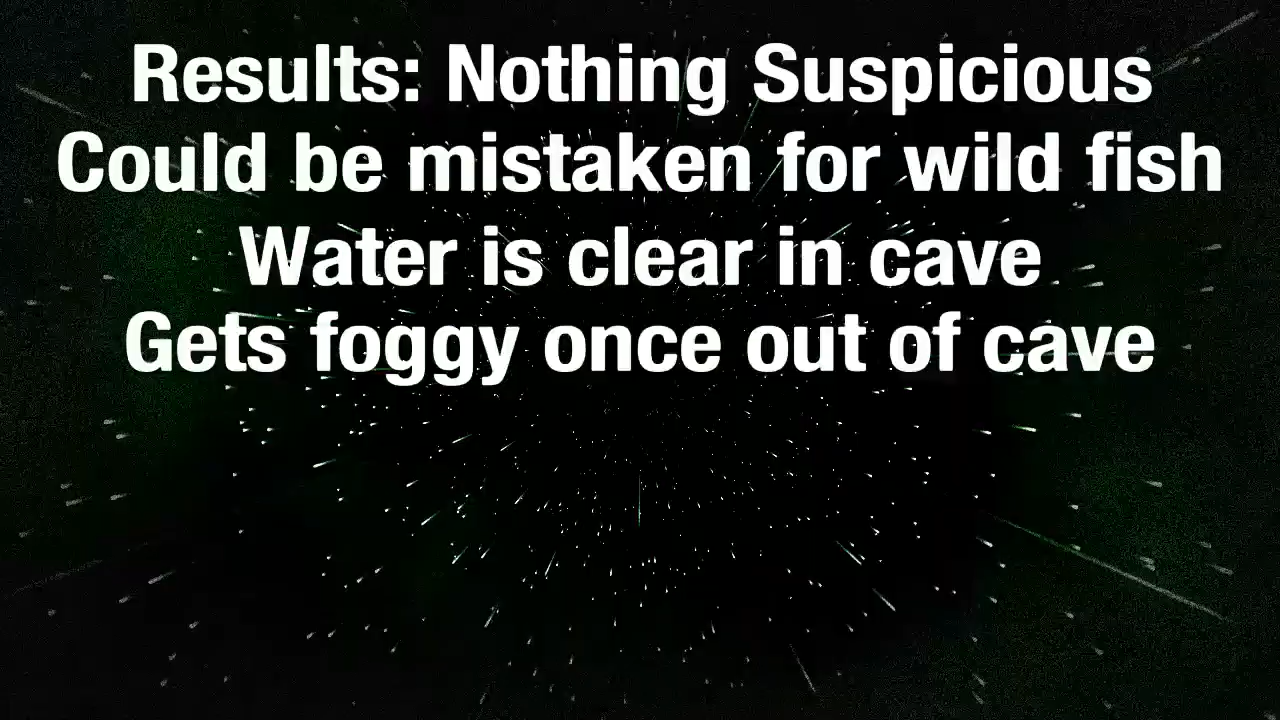 Results: Nothing Suspicious
Could be mistaken for wild fish
Water is clear in cave
Gets foggy once out of cave